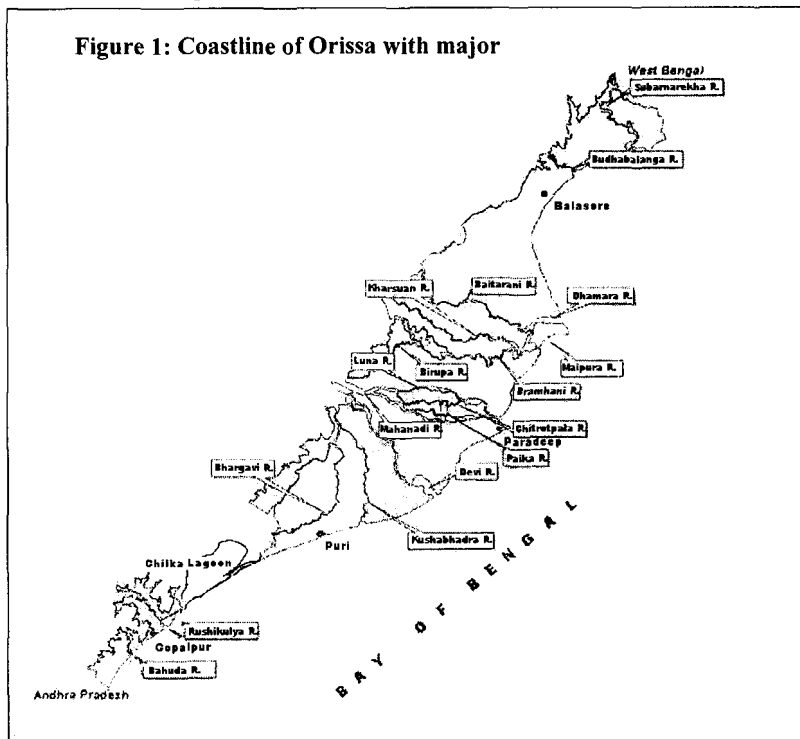 Figure 1: Coastline of Orissa with major
West Bengal
Subarnarekha R.
Budhabalanga R.
Balasore
Kharsuan R.
Baitarani R.
Dhamara R.
Luna R.
Birupa R.
Maipura R.
Bramhani R.
Mahanadi R.
Chitrotpala R.
Paradeep
Paika R.
Bhargavi R.
Devi R.
Puri
Kushabhadra R.
Chilka Lagoon
BAY OF BENGAL
Rushikulya R.
Gopalpur
Bahuda R.
Andhra Pradesh